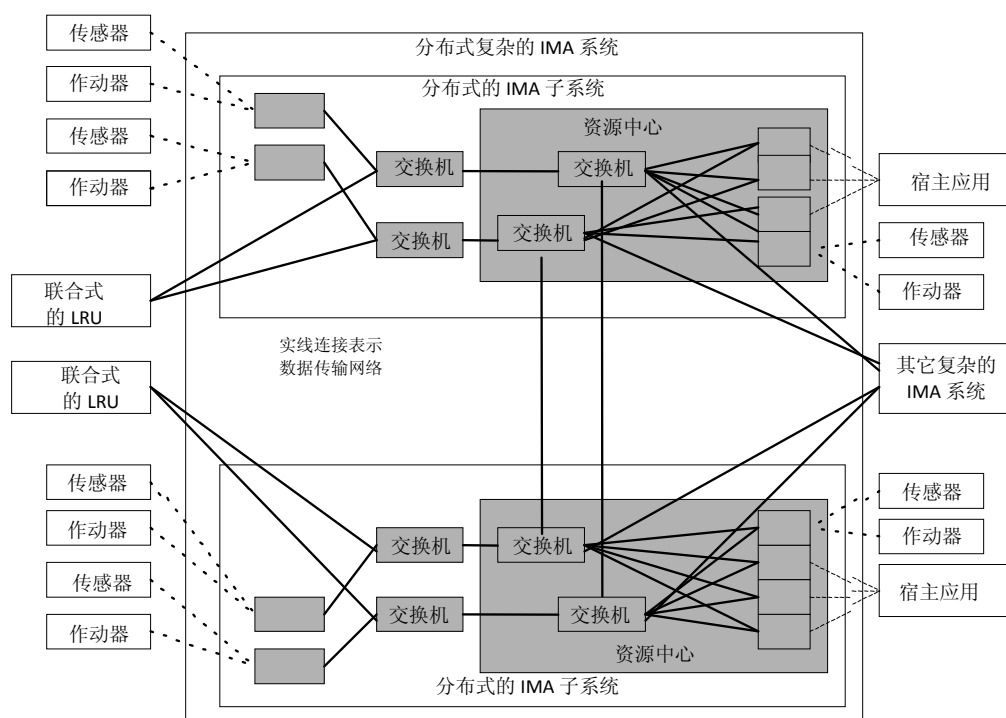 传感器
分布式复杂的 IMA 系统
作动器
分布式的 IMA 子系统
传感器
资源中心
作动器
交换机
交换机
宿主应用
交换机
交换机
传感器
作动器
联合式
的 LRU
实线连接表示
数据传输网络
联合式
的 LRU
其它复杂的
IMA 系统
传感器
传感器
作动器
交换机
交换机
作动器
传感器
宿主应用
交换机
交换机
作动器
资源中心
分布式的 IMA 子系统